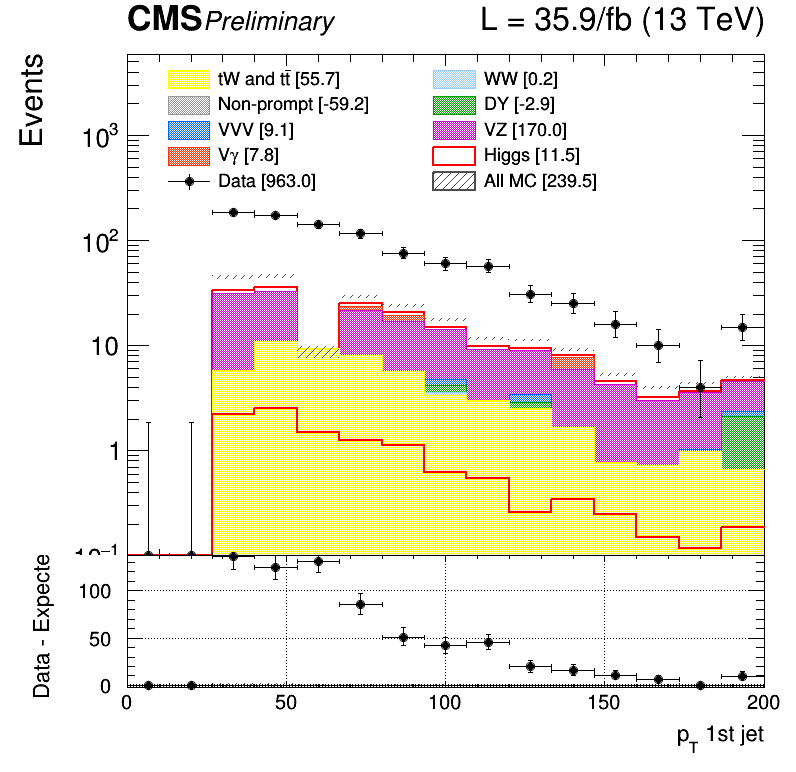 CMS Preliminary L = 35.9/fb (13 TeV)
Events
tW and tt̄ [55.7] WW [0.2]
Non-prompt [-59.2] DY [-2.9]
VVV [9.1] VZ [170.0]
Vγ [7.8] Higgs [11.5]
Data [963.0] All MC [239.5]
10³
10²
10
1
10⁻¹
Data - Expecte
100
50
0
0 50 100 150 200
p_T 1st jet